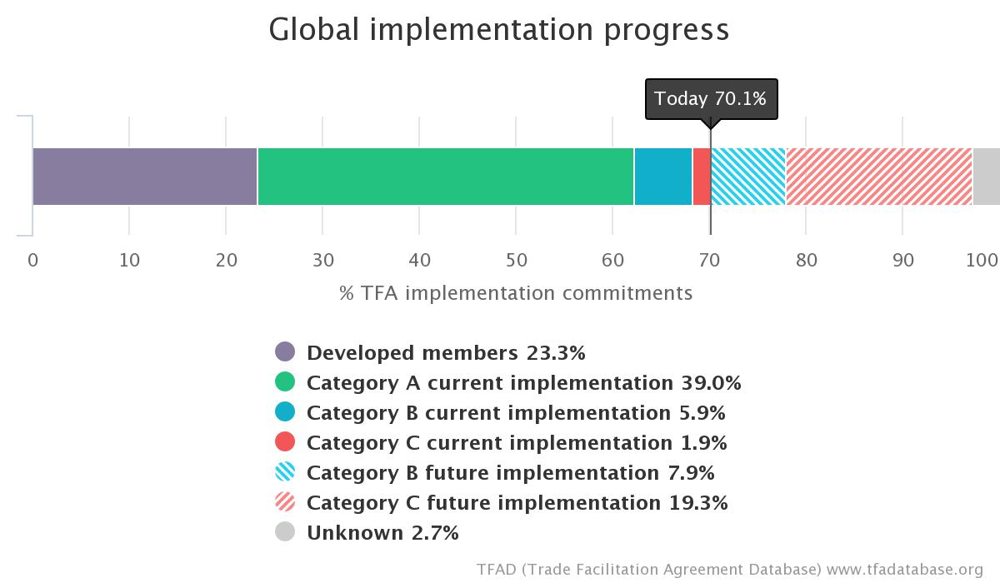 Global implementation progress
Today 70.1%
0 10 20 30 40 50 60 70 80 90 100
% TFA implementation commitments
Developed members 23.3%
Category A current implementation 39.0%
Category B current implementation 5.9%
Category C current implementation 1.9%
Category B future implementation 7.9%
Category C future implementation 19.3%
Unknown 2.7%
TFAD (Trade Facilitation Agreement Database) www.tfadatabase.org